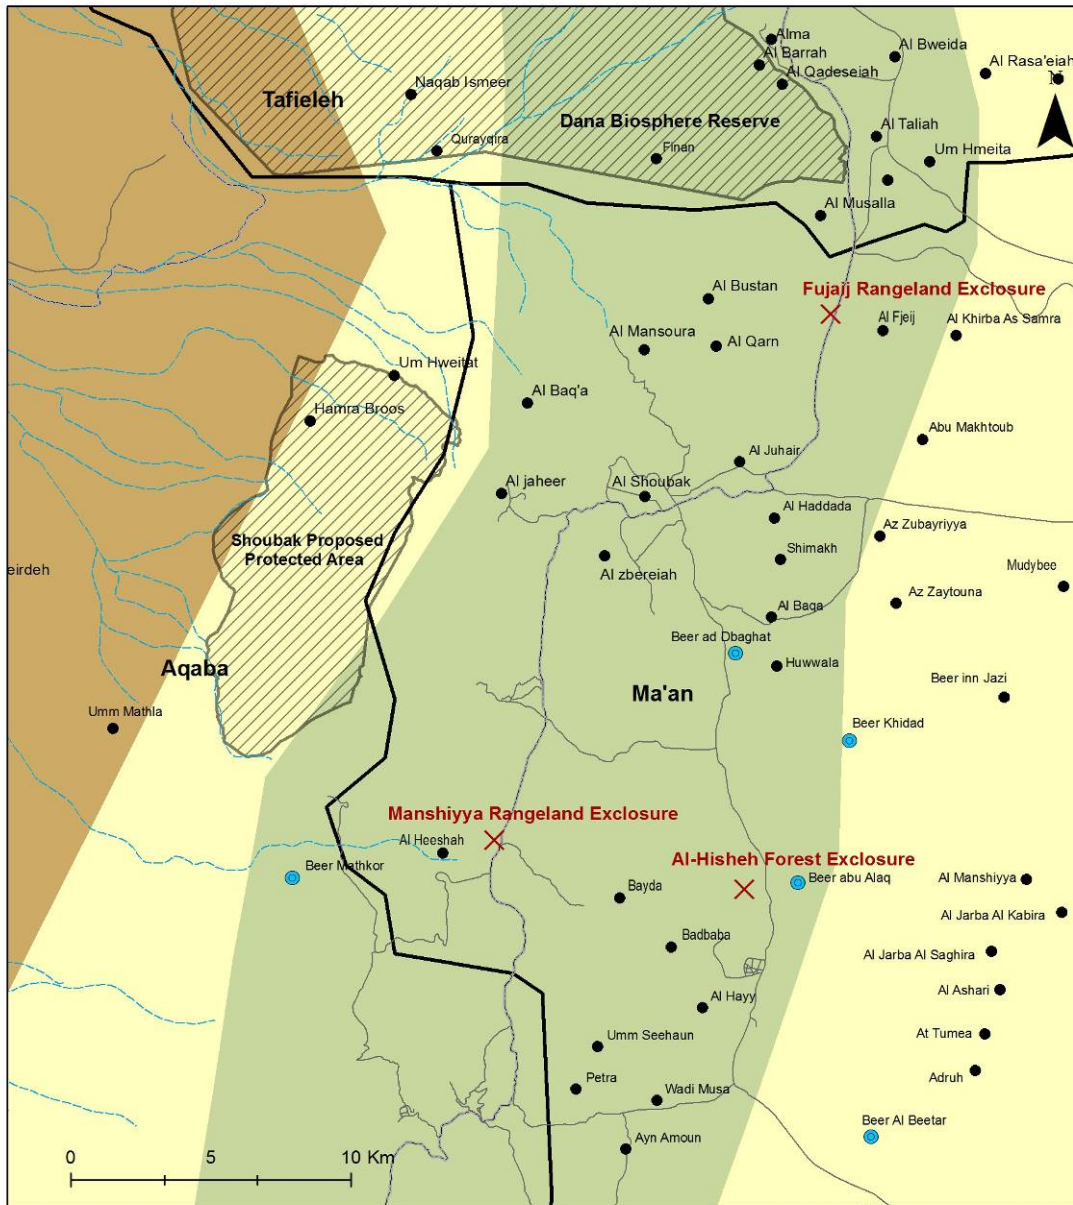 Alma
Al Barrah
Al Bweida
Al Rasa'eiah
N
Naqab Ismeer
Al Qadeseiah
Tafieleh
Dana Biosphere Reserve
Al Taliah
Qurayqira
Finan
Um Hmeita
Al Musalla
Fujaij Rangeland Exclosure
Al Bustan
Al Fjeij
Al Khirba As Samra
Al Mansoura
Al Qarn
Um Hweitat
Al Baq'a
Hamra Broos
Abu Makhtoub
Al Juhair
Al jaheer
Al Shoubak
Al Haddada
Az Zubayriyya
Shoubak Proposed
Protected Area
Shimakh
Mudybee
eirdeh
Al zbereiah
Az Zaytouna
Al Baqa
Beer ad Dbaghat
Aqaba
Huwwala
Ma'an
Beer inn Jazi
Umm Mathla
Beer Khidad
Manshiyya Rangeland Exclosure
Al Heeshah
Al-Hisheh Forest Exclosure
Beer Mathkor
Beer abu Alaq
Al Manshiyya
Bayda
Al Jarba Al Kabira
Badbaba
Al Jarba Al Saghira
Al Ashari
Al Hayy
Umm Seehaun
At Tumea
Adruh
Petra
Wadi Musa
Beer Al Beetar
Ayn Amoun
0 5 10 Km